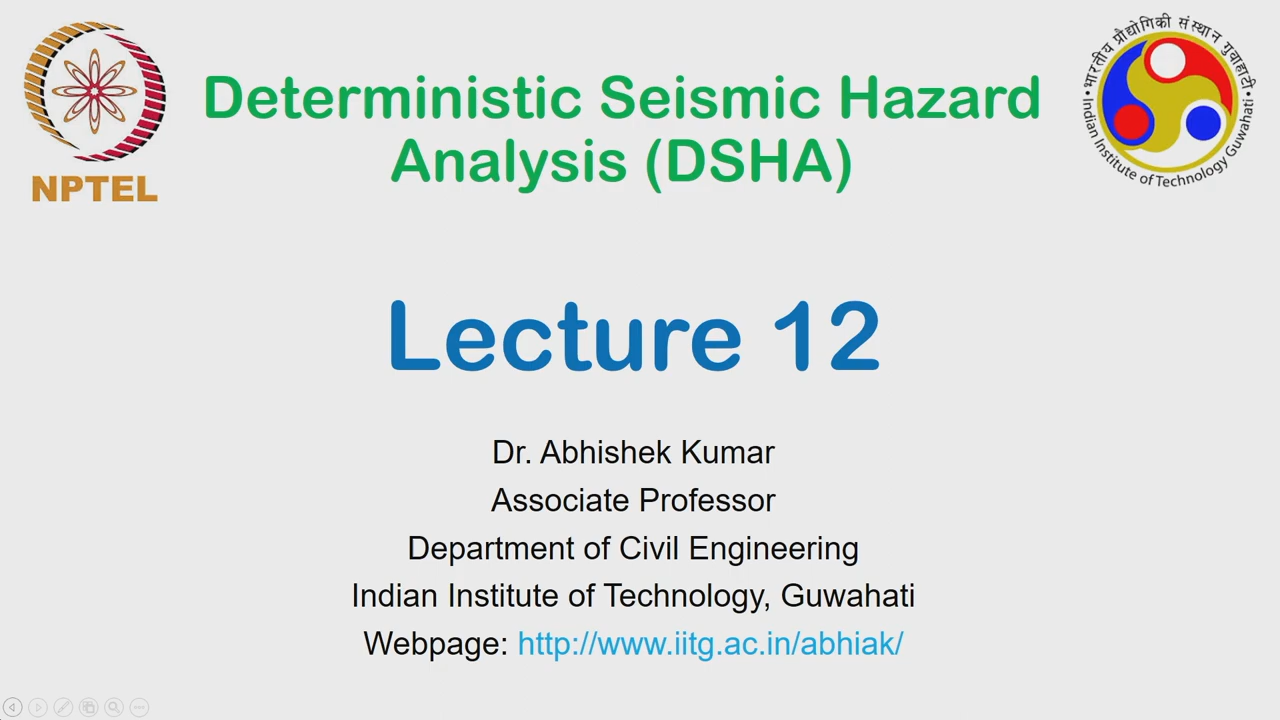 Deterministic Seismic Hazard
Analysis (DSHA)
NPTEL
भारतीय प्रौद्योगिकी संस्थान गुवाहाटी
Indian Institute of Technology Guwahati
Lecture 12
Dr. Abhishek Kumar
Associate Professor
Department of Civil Engineering
Indian Institute of Technology, Guwahati
Webpage: http://www.iitg.ac.in/abhiak/